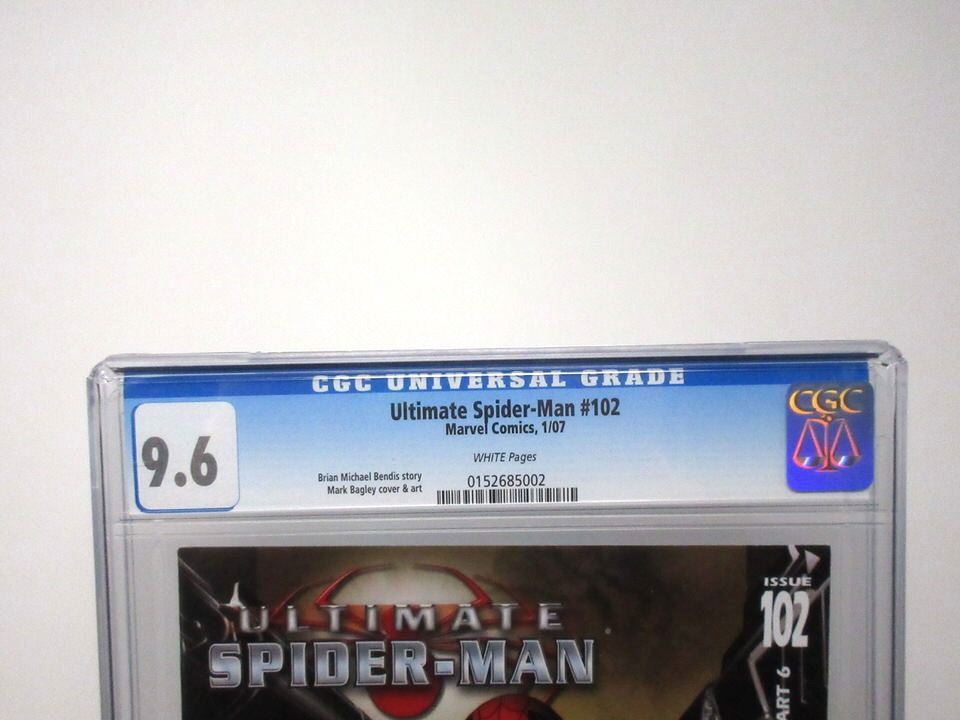 CGC UNIVERSAL GRADE
9.6
Ultimate Spider-Man #102
Marvel Comics, 1/07
WHITE Pages
Brian Michael Bendis story
Mark Bagley cover & art
0152685002
CGC
ULTIMATE
SPIDER-MAN
ISSUE
102
ART 6